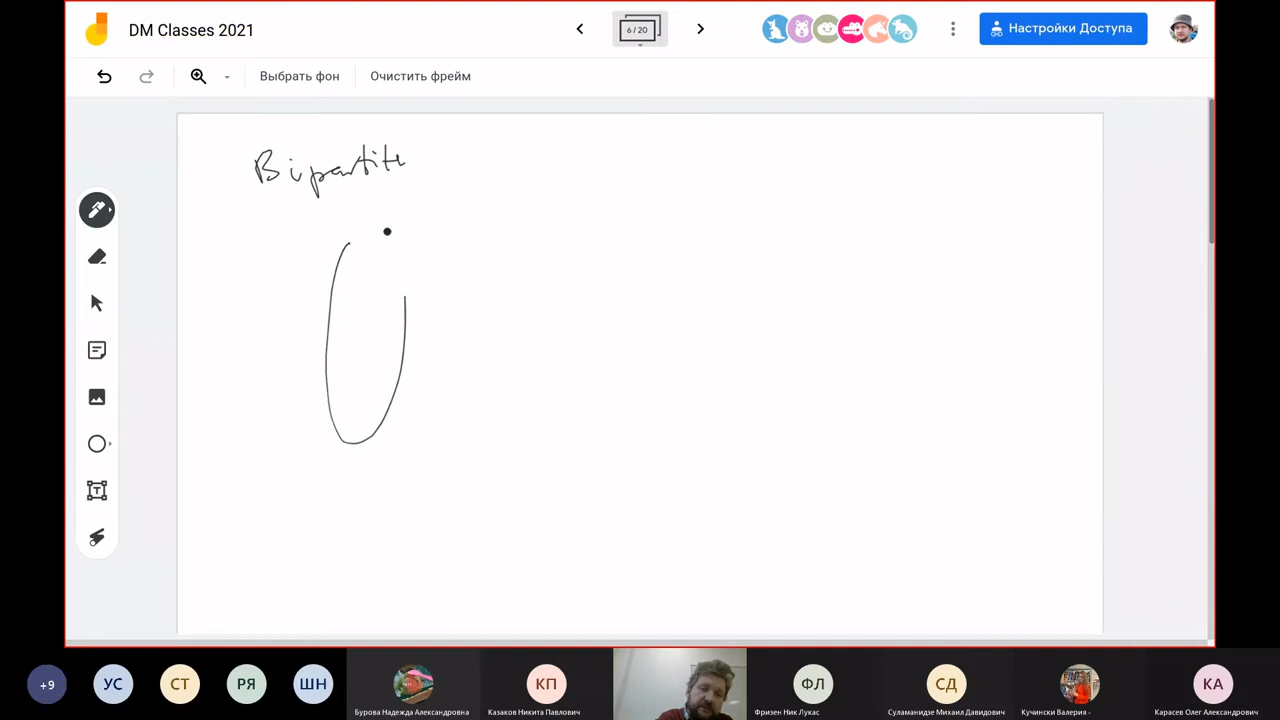 DM Classes 2021
6 / 20
Настройки Доступа
Выбрать фон
Очистить фрейм
Bipartite
+9
УС
СТ
РЯ
ШН
КП
ФЛ
СД
КА
Бурова Надежда Александровна
Казаков Никита Павлович
Фризен Ник Лукас
Суламанидзе Михаил Давидович
Кучински Валерия -
Карасев Олег Александрович